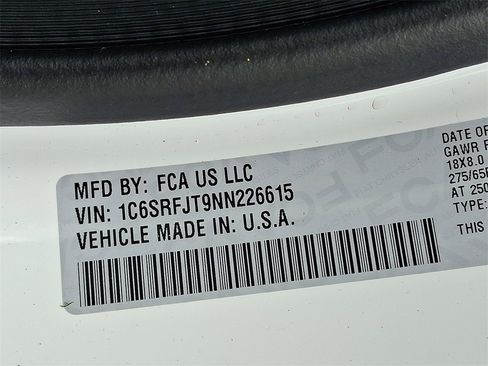 MFD BY: FCA US LLC
VIN: 1C6SRFJT9NN226615
VEHICLE MADE IN: U.S.A.
DATE OF
GAWR
18X8.0
275/65
AT 250
TYPE:
THIS